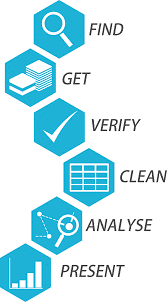 FIND
GET
VERIFY
CLEAN
ANALYSE
PRESENT